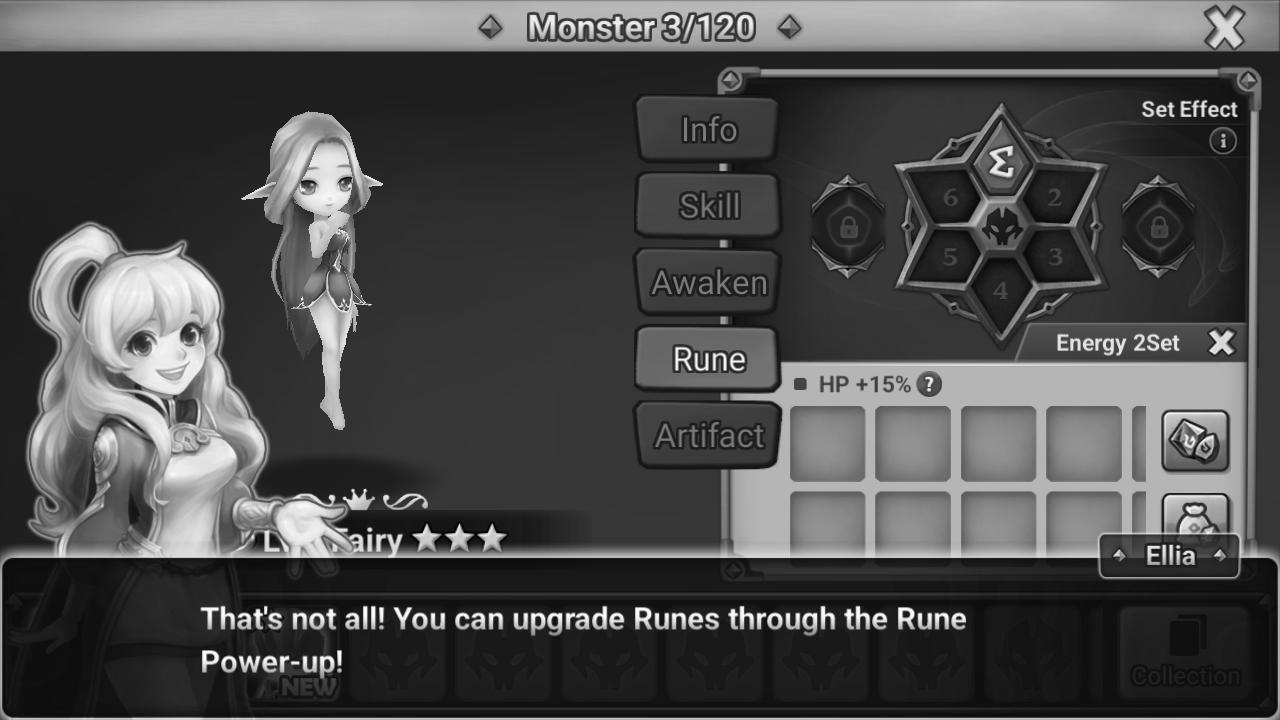 Monster 3/120
Info
Skill
Awaken
Rune
Artifact
Set Effect
6
2
5
3
4
Energy 2Set
HP +15%
?
Fairy
Ellia
That's not all! You can upgrade Runes through the Rune
Power-up!
NEW
Collection